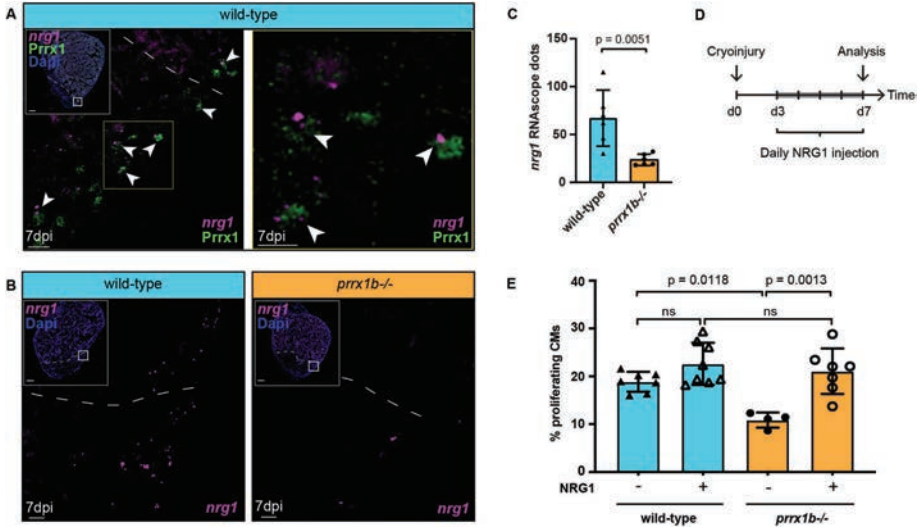 A
wild-type
nrg1
Prrx1
Dapi
7dpi
nrg1
Prrx1
nrg1
Prrx1
B
wild-type
prrx1b-/-
nrg1
Dapi
7dpi
nrg1
nrg1
Dapi
7dpi
nrg1
C
p = 0.0051
nrg1 RNAscope dots
150
100
50
0
wild-type
prrx1b-/-
D
Cryoinjury
Analysis
Time
d0
d3
d7
Daily NRG1 injection
E
p = 0.0118
p = 0.0013
ns
ns
% proliferating CMs
40
30
20
10
0
NRG1
-
+
-
+
wild-type
prrx1b-/-